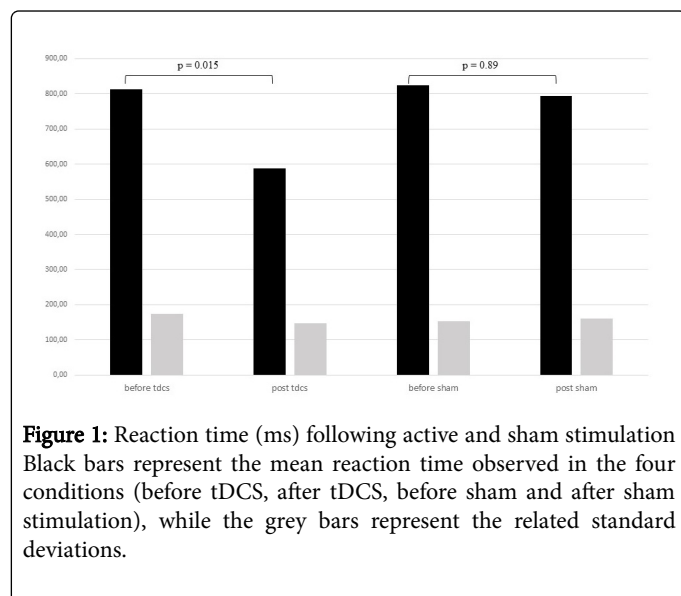 900,00
p = 0.015
p = 0.89
800,00
700,00
600,00
500,00
400,00
300,00
200,00
100,00
0,00
before tdcs post tdcs before sham post sham
Figure 1: Reaction time (ms) following active and sham stimulation
Black bars represent the mean reaction time observed in the four
conditions (before tDCS, after tDCS, before sham and after sham
stimulation), while the grey bars represent the related standard
deviations.